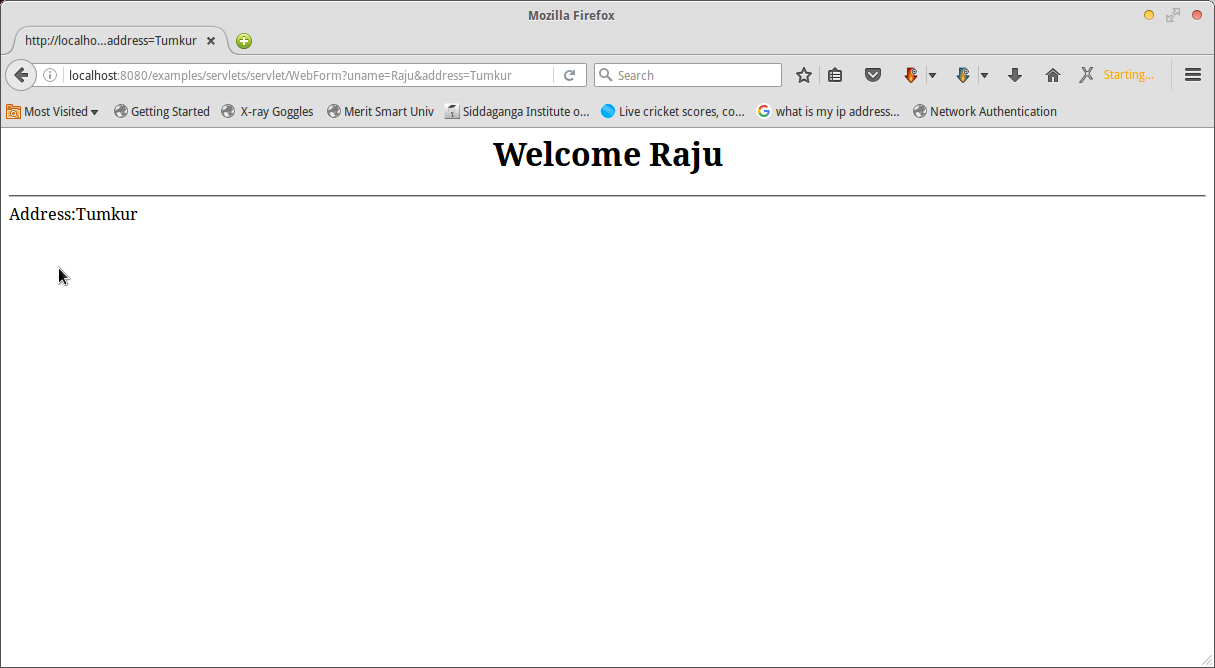 Mozilla Firefox
http://localho...address=Tumkur
localhost:8080/examples/servlets/servlet/WebForm?uname=Raju&address=Tumkur Search Starting...
Most Visited Getting Started X-ray Goggles Merit Smart Univ Siddaganga Institute o... Live cricket scores, co... what is my ip address... Network Authentication
Welcome Raju
Address:Tumkur